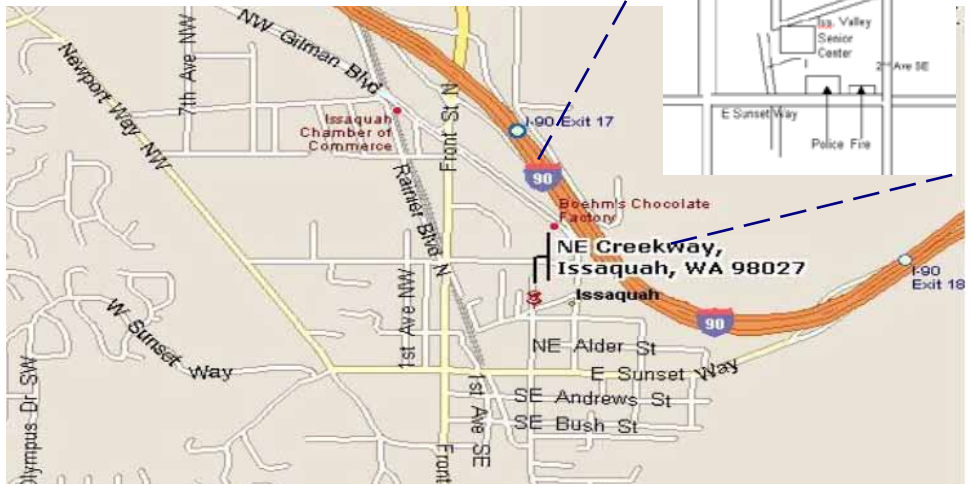 Iss. Valley
Senior
Center
2nd Ave SE
E Sunset Way
Police Fire
NW Gilman Blvd
Newport Way NW
7th Ave NW
Front St N
Issaquah
Chamber of
Commerce
I-90 Exit 17
90
Rainier Blvd N
Boehm's Chocolate
Factory
NE Creekway,
Issaquah, WA 98027
I-90
Exit 18
Issaquah
90
1st Ave NW
W Sunset Way
NE Alder St
E Sunset Way
SE Andrews St
SE Bush St
1st Ave SE
Front
Olympus Dr SW